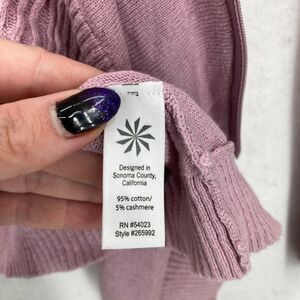 Designed in
Sonoma County,
California
95% cotton/
5% cashmere
RN #54023
Style #265992